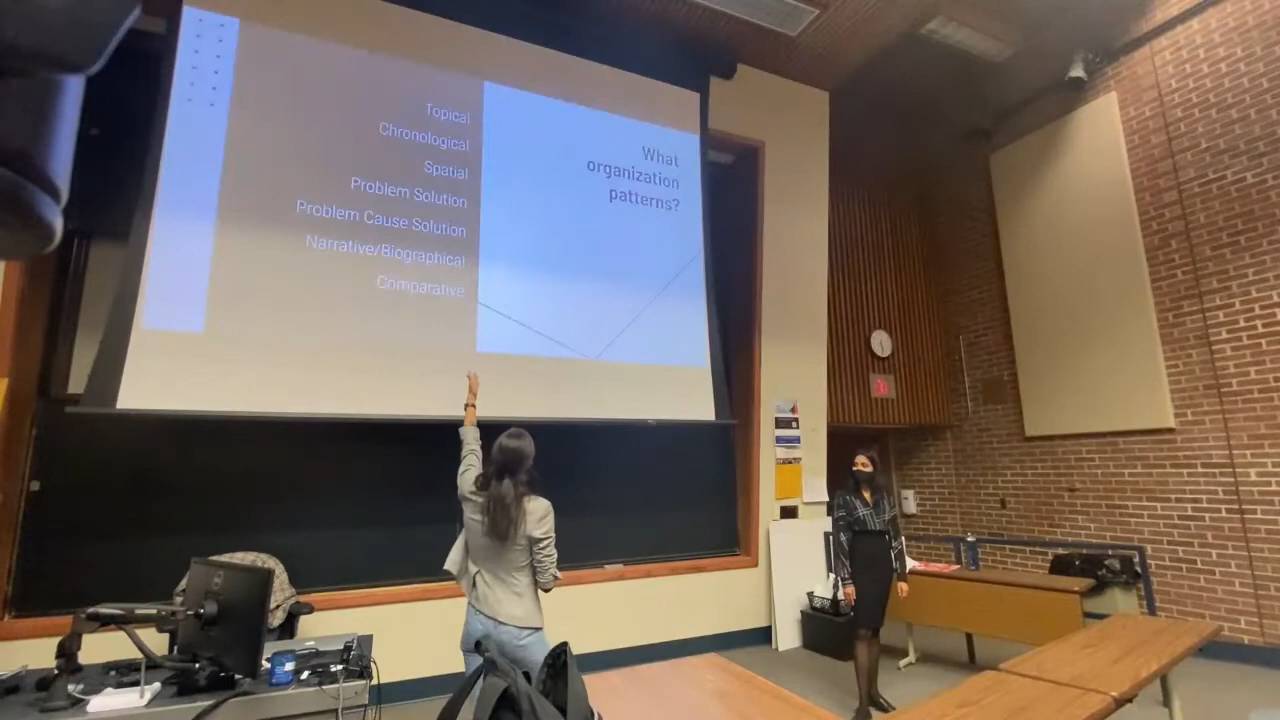 Topical
Chronological
Spatial
Problem Solution
Problem Cause Solution
Narrative/Biographical
Comparative
What
organization
patterns?